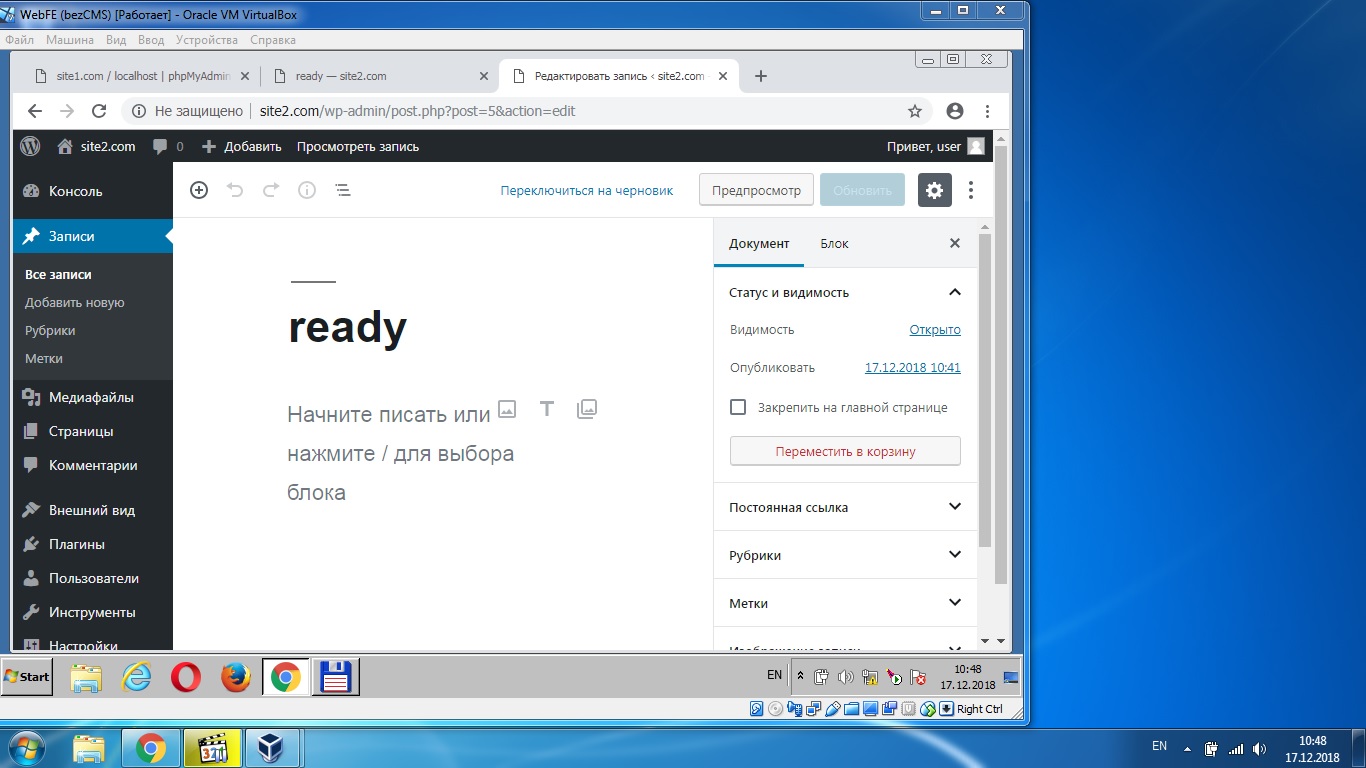 WebFE (bezCMS) [Работает] - Oracle VM VirtualBox
Файл Машина Вид Ввод Устройства Справка
site1.com / localhost | phpMyAdmin
ready — site2.com
Редактировать запись ‹ site2.com
Не защищено | site2.com/wp-admin/post.php?post=5&action=edit
site2.com 0 Добавить Просмотреть запись Привет, user
Консоль
Записи
Все записи
Добавить новую
Рубрики
Метки
Медиафайлы
Страницы
Комментарии
Внешний вид
Плагины
Пользователи
Инструменты
Настройки
Переключиться на черновик Предпросмотр Обновить
ready
Начните писать или
нажмите / для выбора
блока
Документ Блок
Статус и видимость
Видимость Открыто
Опубликовать 17.12.2018 10:41
Закрепить на главной странице
Переместить в корзину
Постоянная ссылка
Рубрики
Метки
Изображение записи
Start EN 10:48
17.12.2018
Right Ctrl
321
EN 10:48
17.12.2018